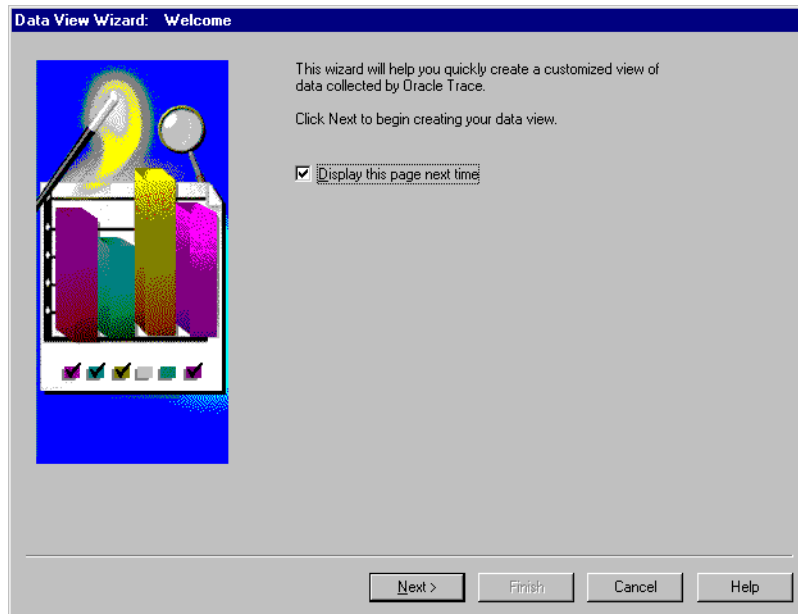 Data View Wizard: Welcome
This wizard will help you quickly create a customized view of
data collected by Oracle Trace.
Click Next to begin creating your data view.
Display this page next time
Next > Finish Cancel Help